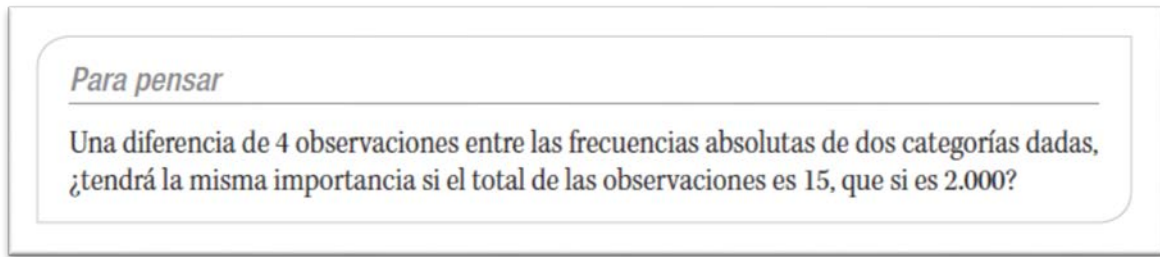 Para pensar
Una diferencia de 4 observaciones entre las frecuencias absolutas de dos categorías dadas,
¿tendrá la misma importancia si el total de las observaciones es 15, que si es 2.000?